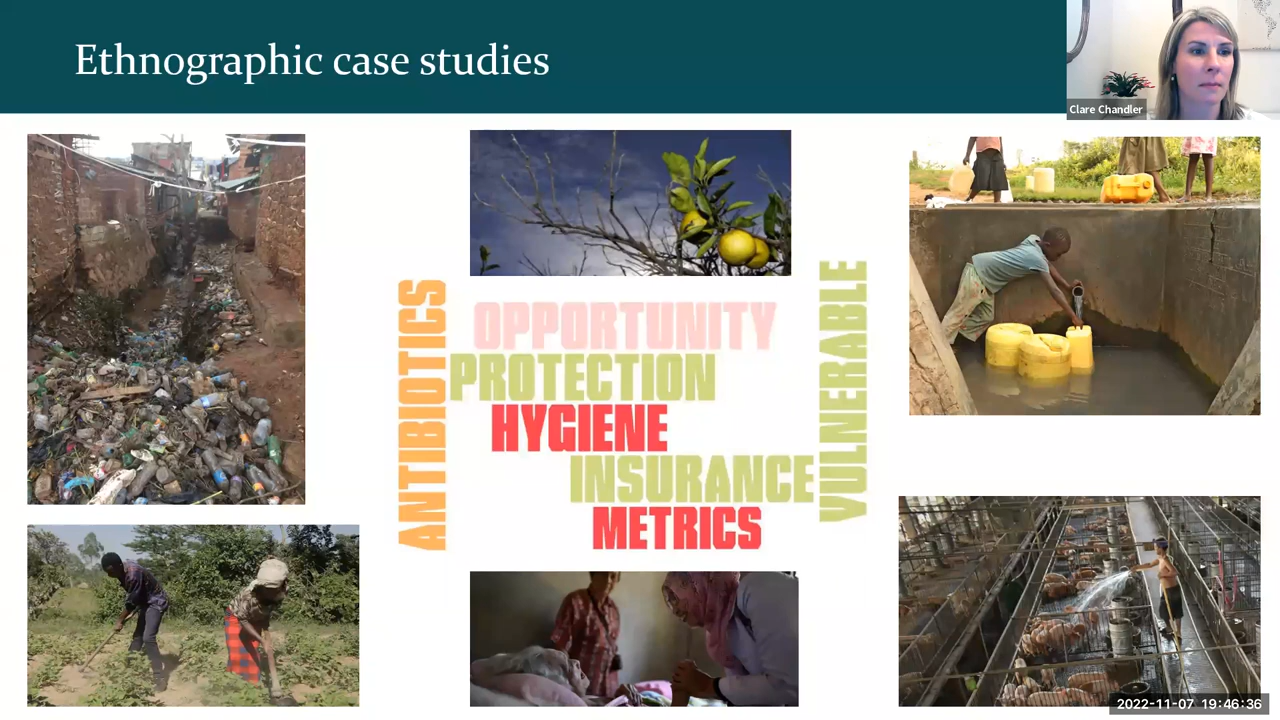 Ethnographic case studies
Clare Chandler
ANTIBIOTICS
OPPORTUNITY
PROTECTION
HYGIENE
INSURANCE
METRICS
VULNERABLE
2022-11-07 19:46:36